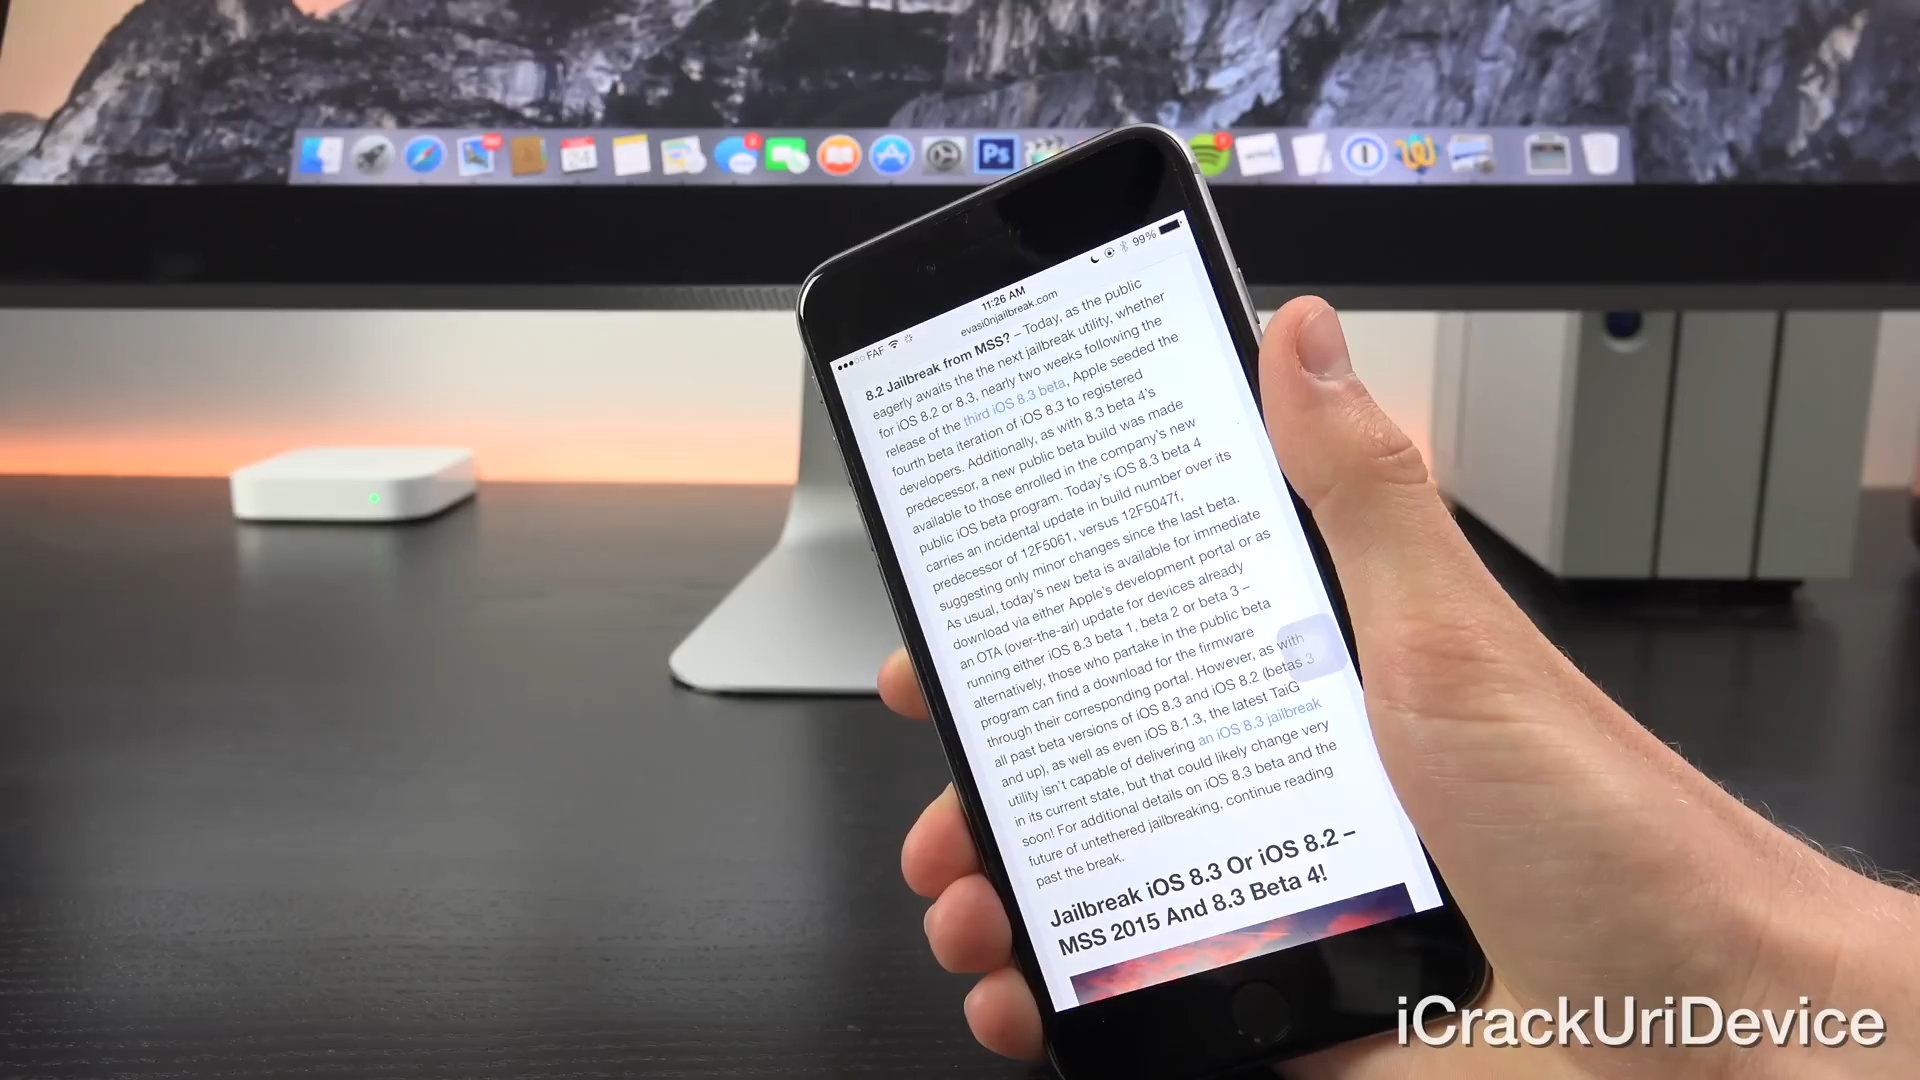 Ps
●●●○○ FAF 11:26 AM 99%
evasi0njailbreak.com
8.2 Jailbreak from MSS? – Today, as the public
eagerly awaits the the next jailbreak utility, whether
for iOS 8.2 or 8.3, nearly two weeks following the
release of the third iOS 8.3 beta, Apple seeded the
fourth beta iteration of iOS 8.3 to registered
developers. Additionally, as with 8.3 beta 4's
predecessor, a new public beta build was made
available to those enrolled in the company's new
public iOS beta program. Today's iOS 8.3 beta 4
carries an incidental update in build number over its
predecessor of 12F5061, versus 12F5047f,
suggesting only minor changes since the last beta.
As usual, today's new beta is available for immediate
download via either Apple's development portal or as
an OTA (over-the-air) update for devices already
running either iOS 8.3 beta 1, beta 2 or beta 3 –
alternatively, those who partake in the public beta
program can find a download for the firmware
through their corresponding portal. However, as with
all past beta versions of iOS 8.3 and iOS 8.2 (betas 3
and up), as well as even iOS 8.1.3, the latest TaiG
utility isn't capable of delivering an iOS 8.3 jailbreak
in its current state, but that could likely change very
soon! For additional details on iOS 8.3 beta and the
future of untethered jailbreaking, continue reading
past the break.
Jailbreak iOS 8.3 Or iOS 8.2 –
MSS 2015 And 8.3 Beta 4!
iCrackUriDevice